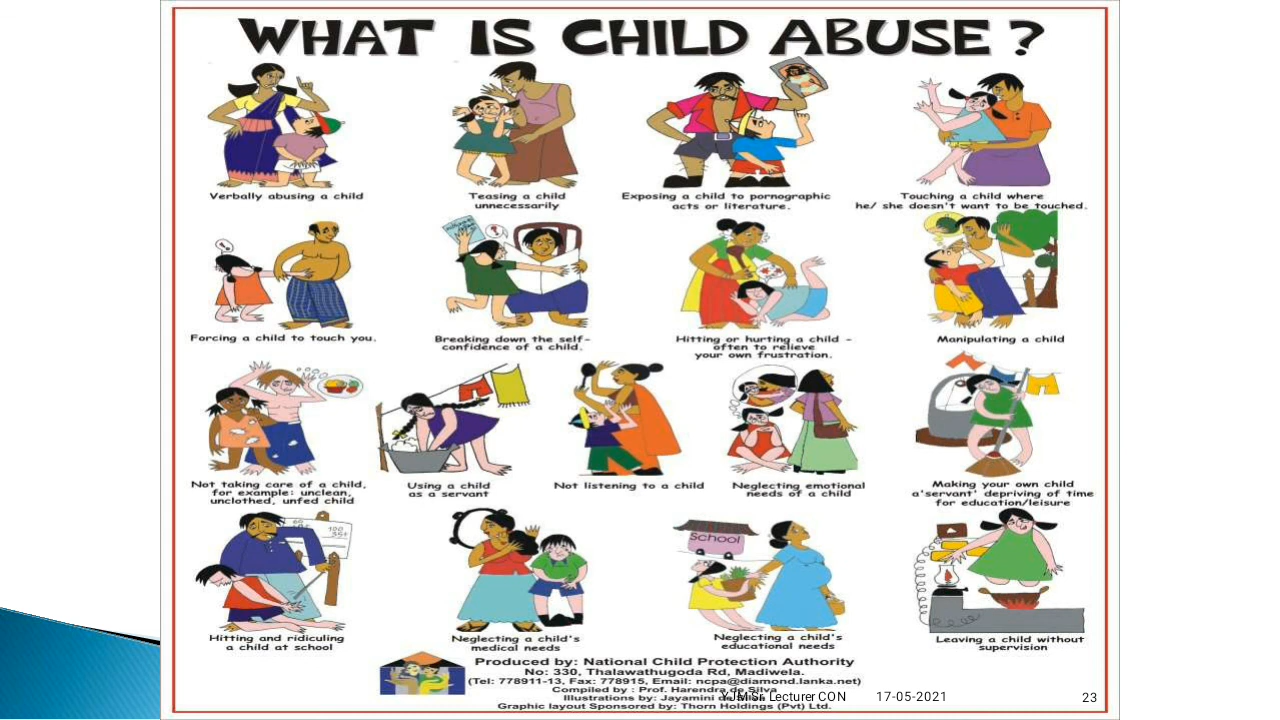 WHAT IS CHILD ABUSE ?
Verbally abusing a child
Teasing a child
unnecessarily
Exposing a child to pornographic
acts or literature.
Touching a child where
he/ she doesn't want to be touched.
Forcing a child to touch you.
Breaking down the self-
confidence of a child.
Hitting or hurting a child -
often to relieve
your own frustration.
Manipulating a child
Not taking care of a child,
for example: unclean,
unclothed, unfed child
Using a child
as a servant
Not listening to a child
Neglecting emotional
needs of a child
Making your own child
a'servant' depriving of time
for education/leisure
Hitting and ridiculing
a child at school
Neglecting a child's
medical needs
School
Neglecting a child's
educational needs
Leaving a child without
supervision
Produced by: National Child Protection Authority
No: 330, Thalawathugoda Rd, Madiwela.
(Tel: 778911-13, Fax: 778915, Email: ncpa@diamond.lanka.net)
Compiled by : Prof. Harendra de Silva
Illustrations by: Jayamini de
Graphic layout Sponsored by: Thorn Holdings (Pvt) Ltd.
Sr. Lecturer CON
17-05-2021
23